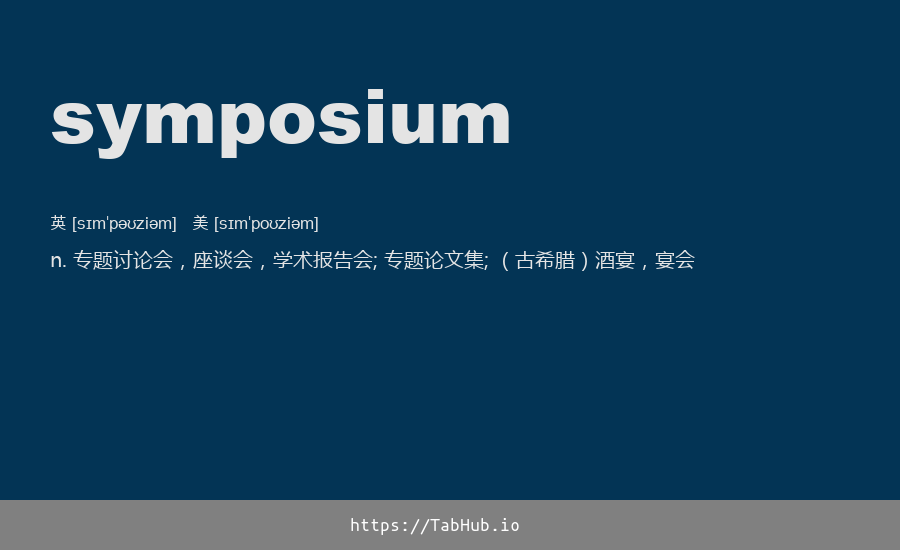 symposium
英 [sɪmˈpəʊziəm] 美 [sɪmˈpoʊziəm]
n. 专题讨论会，座谈会，学术报告会; 专题论文集; （古希腊）酒宴，宴会
https://TabHub.io